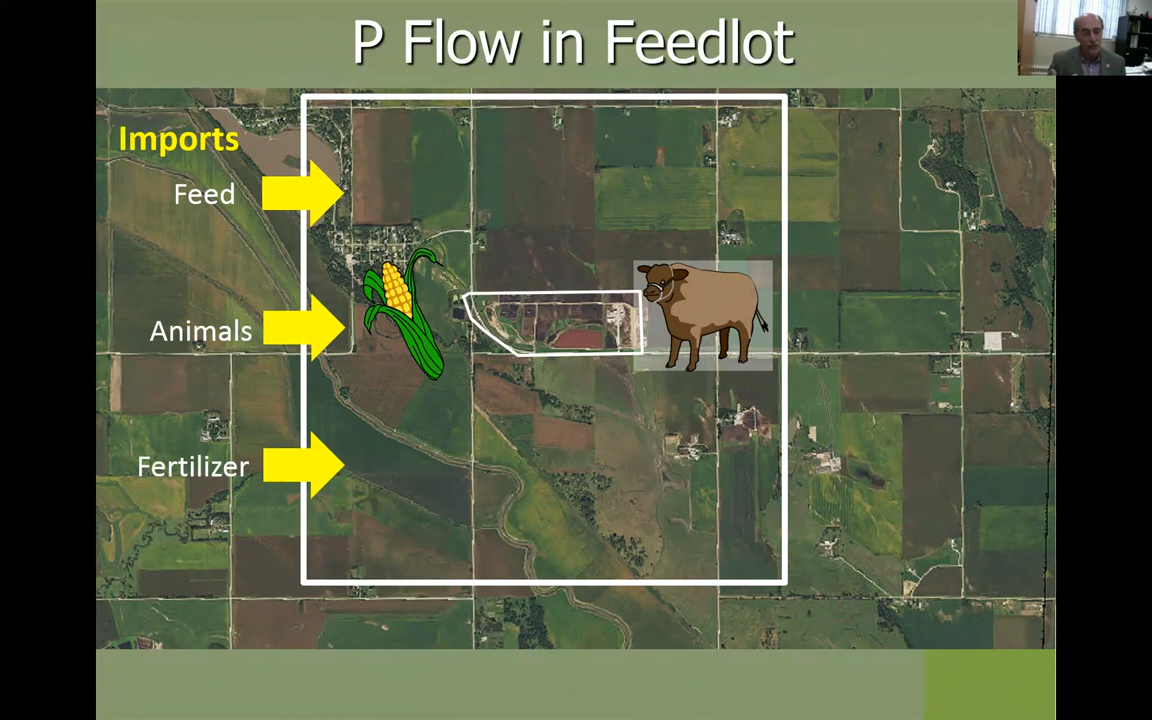 P Flow in Feedlot
Imports
Feed
Animals
Fertilizer